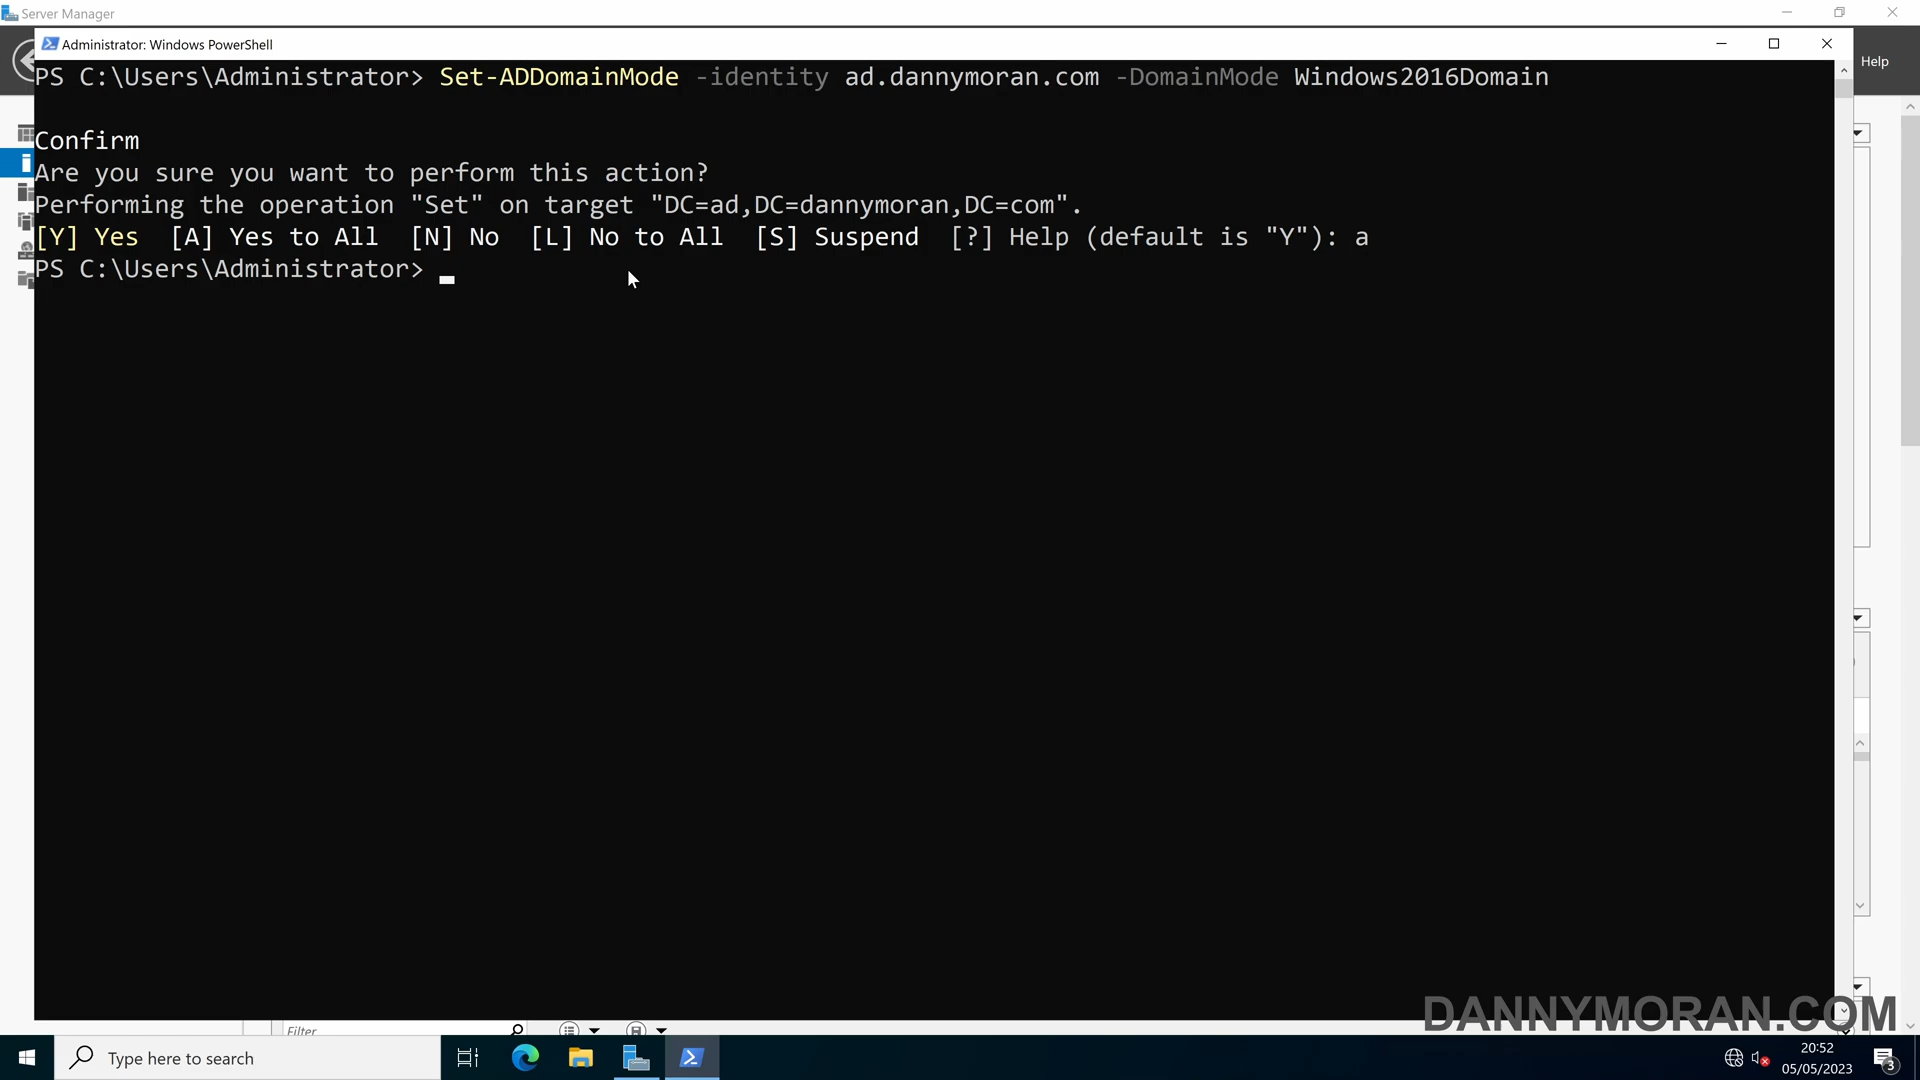 Server Manager
Administrator: Windows PowerShell
Help
PS C:\Users\Administrator> Set-ADDomainMode -identity ad.dannymoran.com -DomainMode Windows2016Domain
Confirm
Are you sure you want to perform this action?
Performing the operation "Set" on target "DC=ad,DC=dannymoran,DC=com".
[Y] Yes  [A] Yes to All  [N] No  [L] No to All  [S] Suspend  [?] Help (default is "Y"): a
PS C:\Users\Administrator>
DANNYMORAN.COM
Filter
Type here to search
20:52
05/05/2023
3